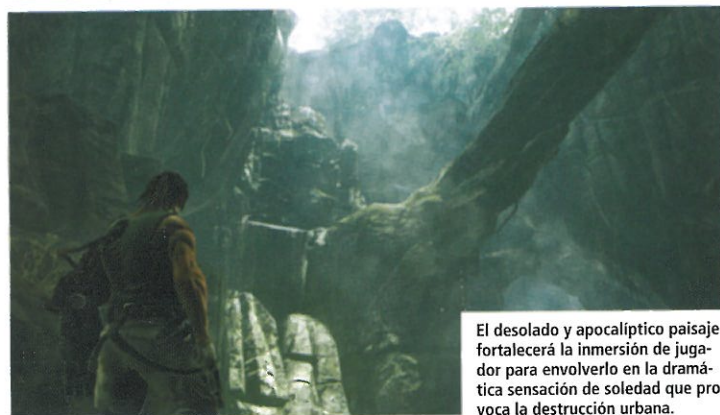 El desolado y apocalíptico paisaje
fortalecerá la inmersión de juga-
dor para envolverlo en la dramá-
tica sensación de soledad que pro
voca la destrucción urbana.